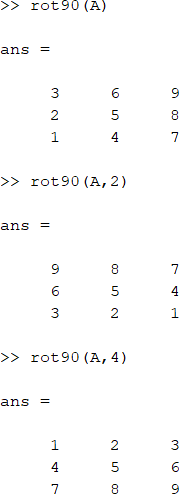 >> rot90(A)
ans =
3 6 9
2 5 8
1 4 7
>> rot90(A,2)
ans =
9 8 7
6 5 4
3 2 1
>> rot90(A,4)
ans =
1 2 3
4 5 6
7 8 9